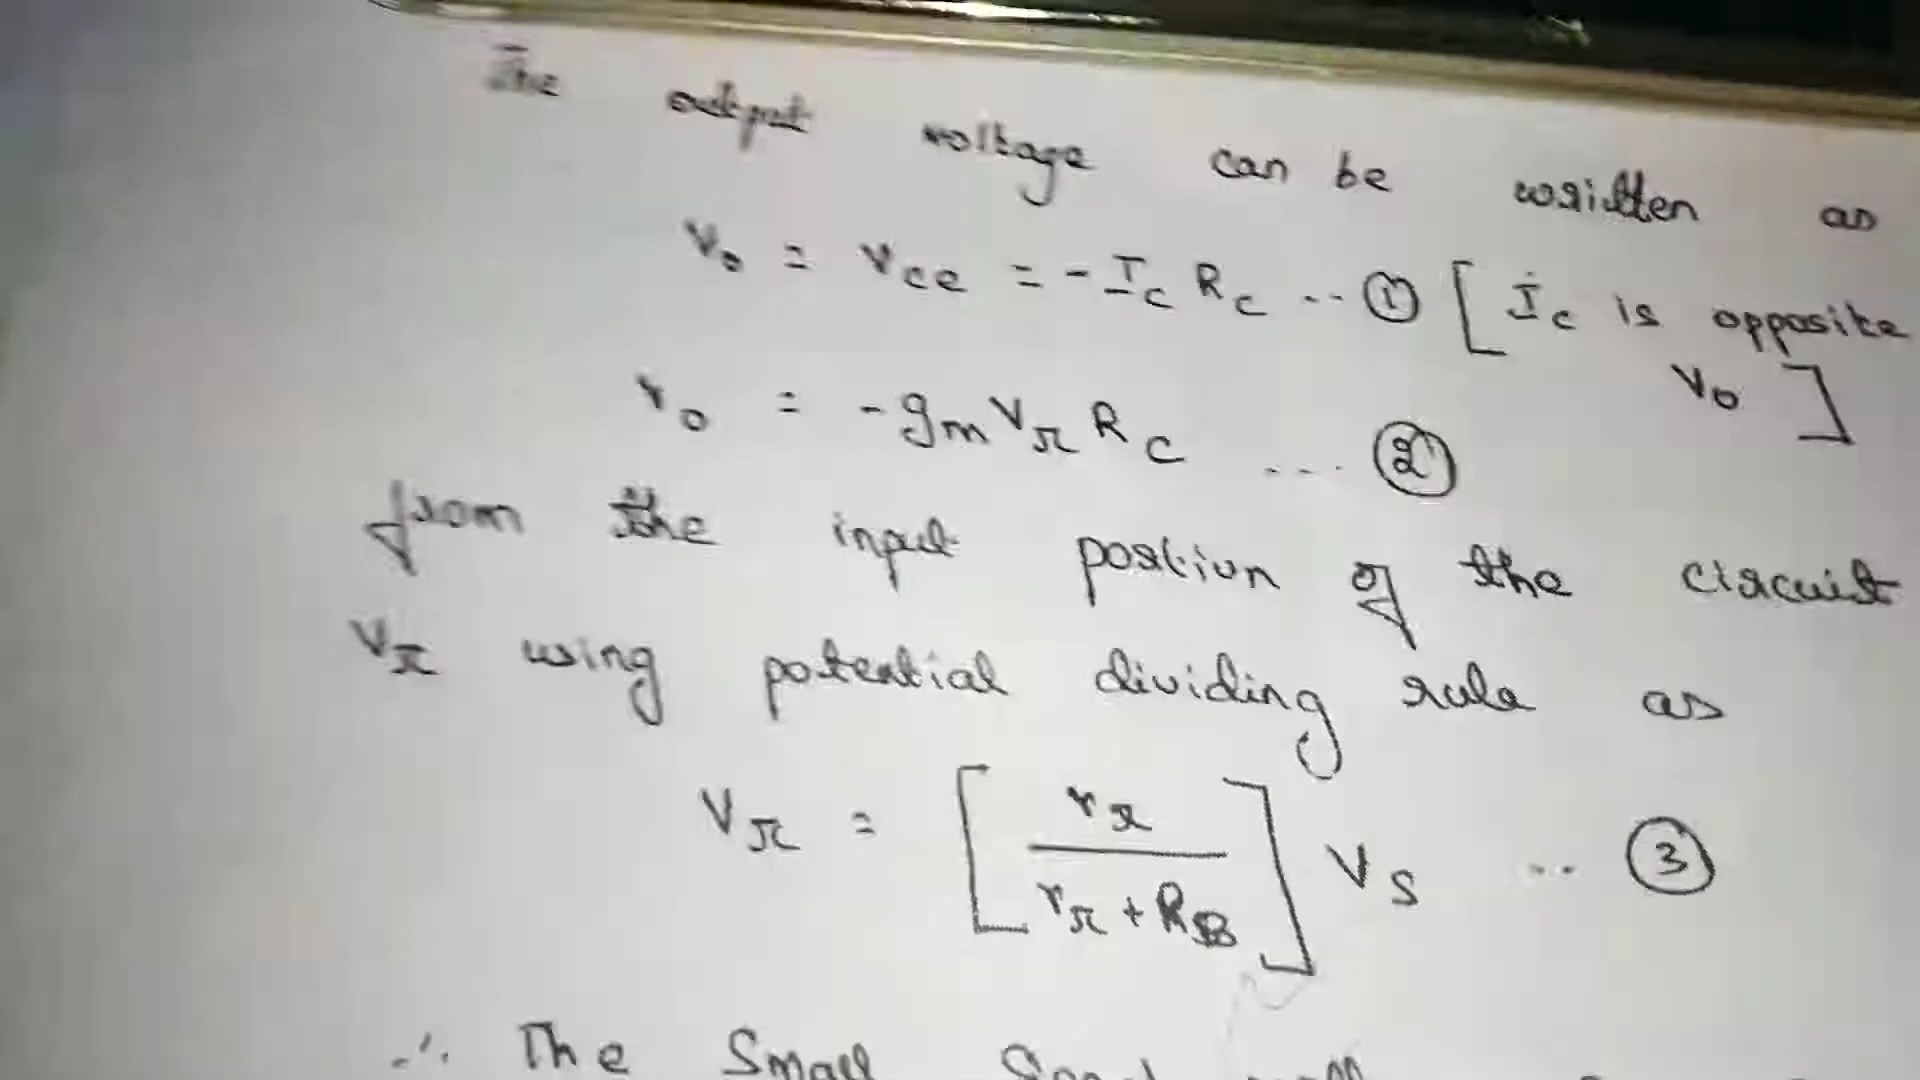 The output voltage can be written as
V₀ = Vce = -Ic Rc ... ① [Ic is opposite
V₀]
V₀ = -gm Vπ Rc ... ②
from the input position of the circuit
Vπ using potential dividing rule as
Vπ = [rπ / (rπ + RB)] Vs ... ③
∴ The Small